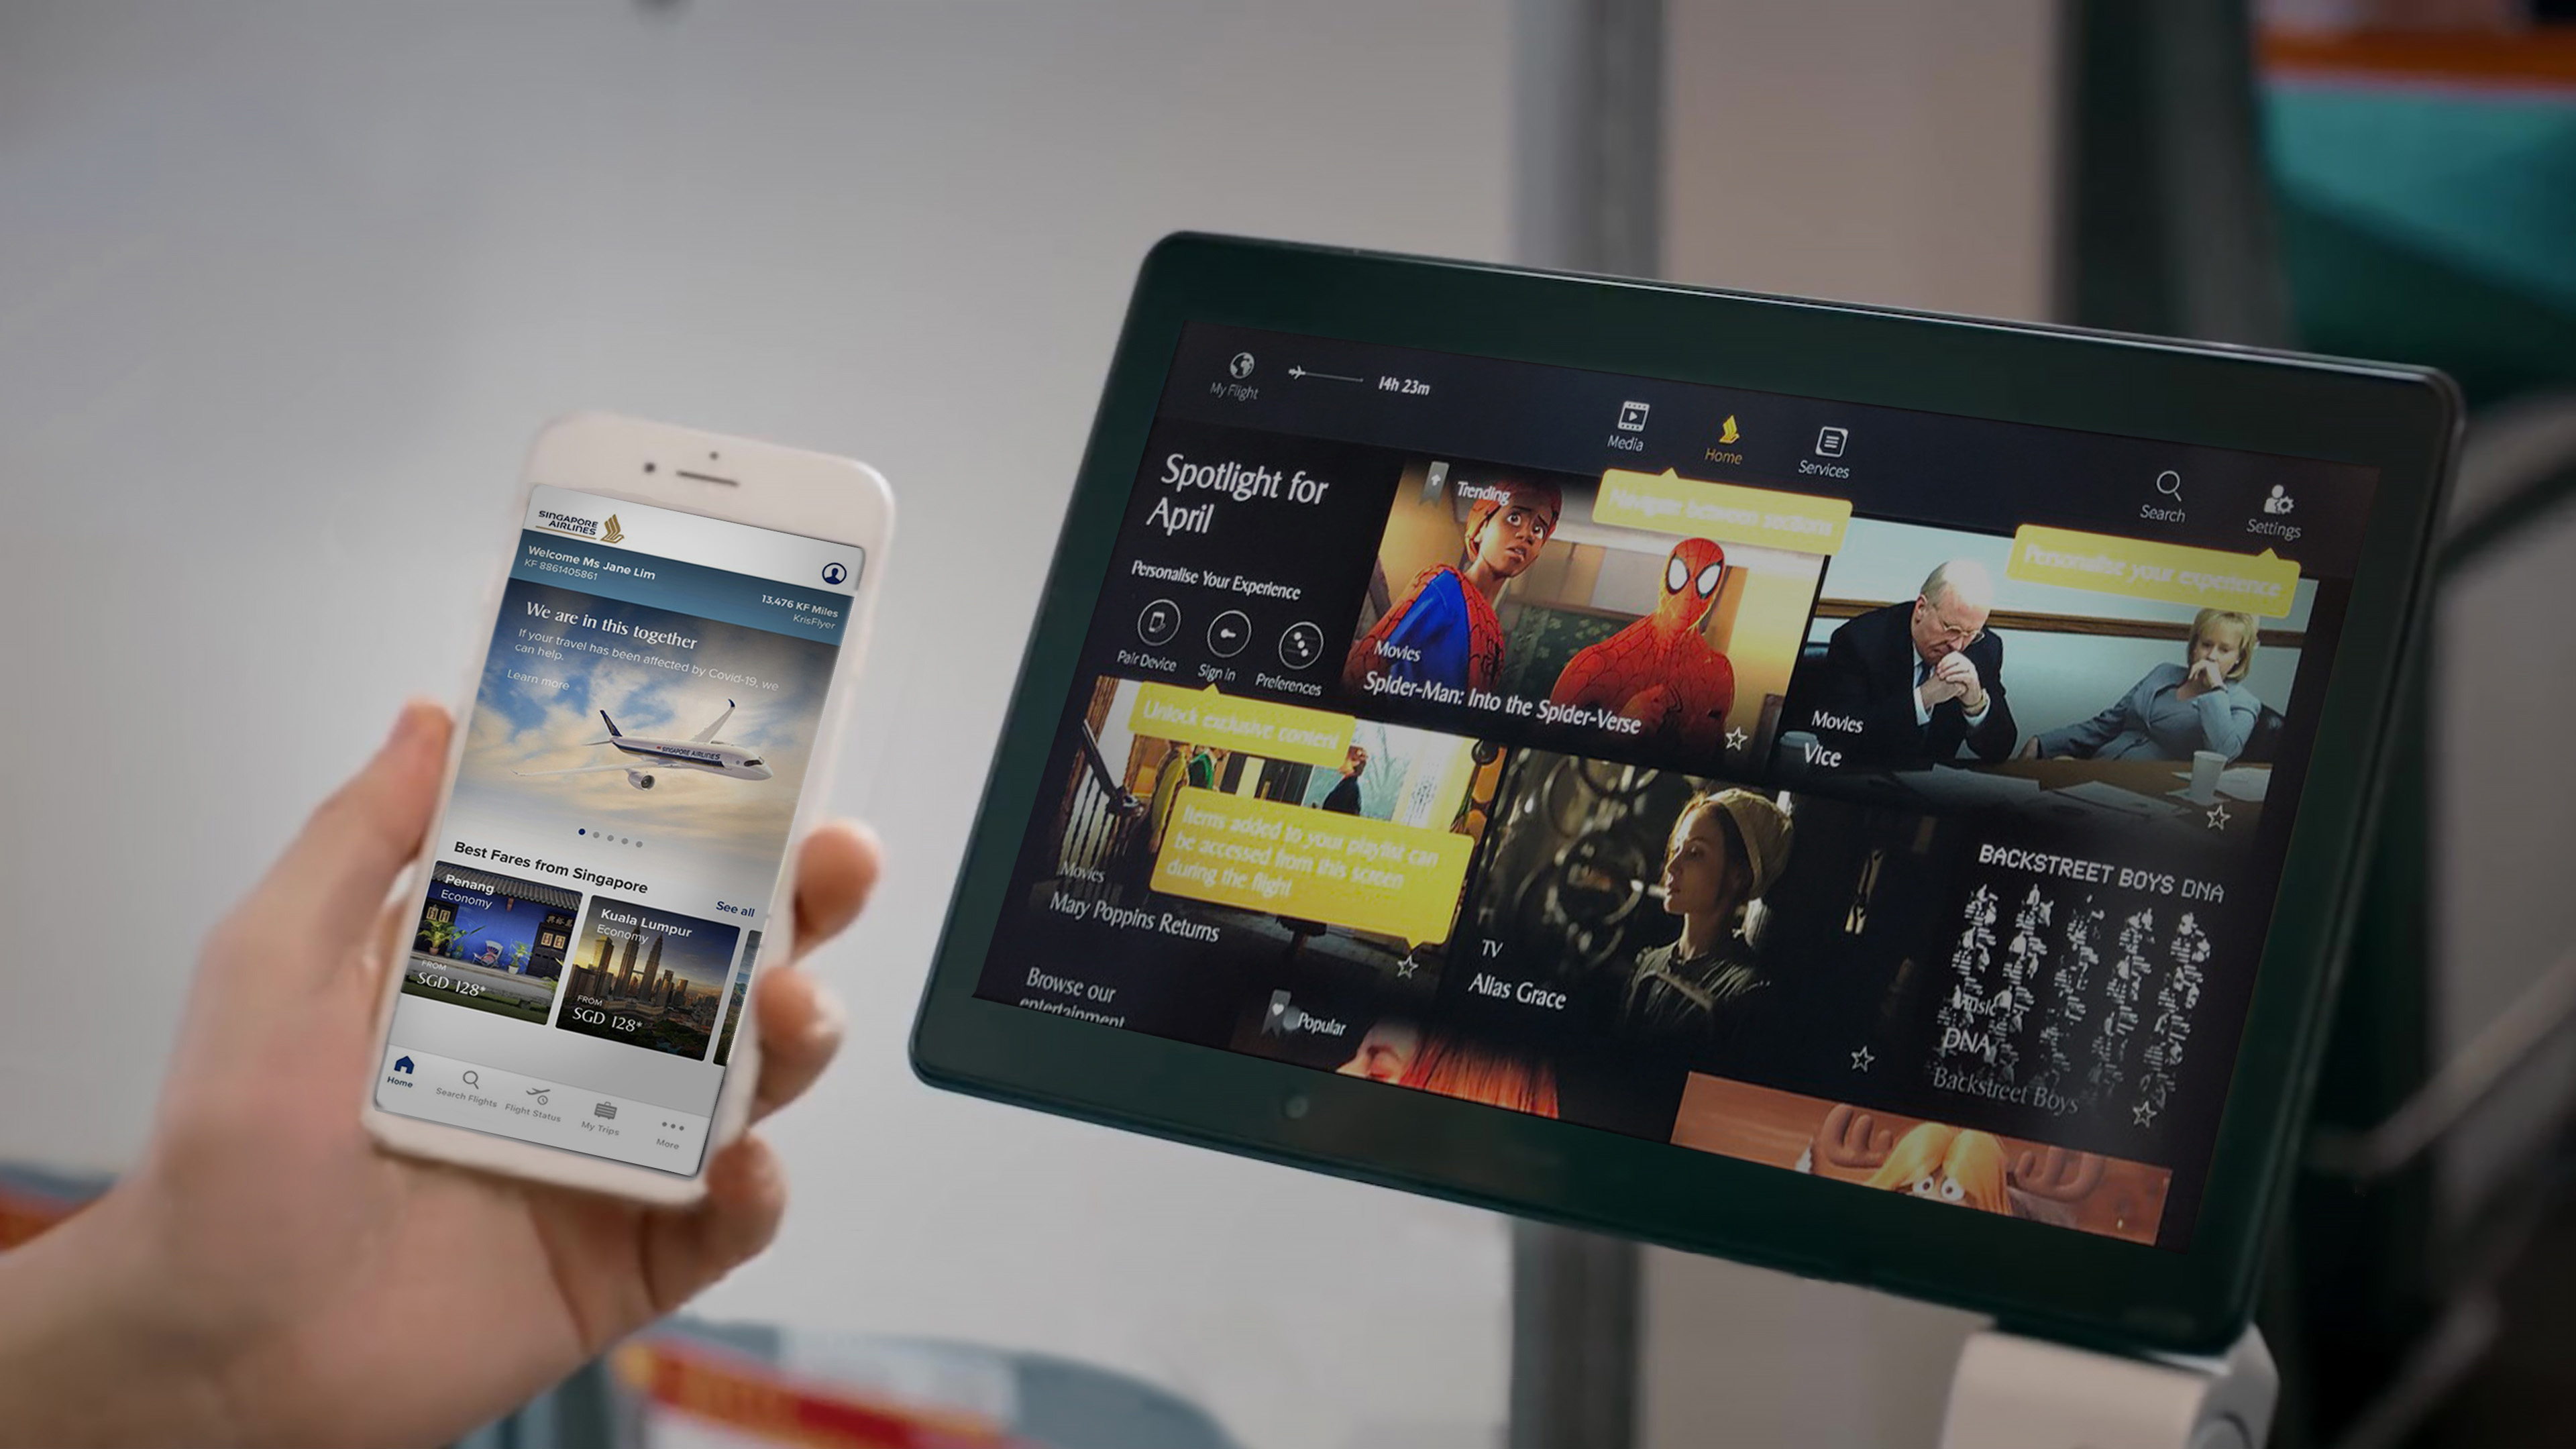 SINGAPORE
AIRLINES
Welcome Ms Jane Lim
KF 8861405861
13,476 KF Miles
KrisFlyer
We are in this together
If your travel has been affected by Covid-19, we
can help.
Learn more
SINGAPORE AIRLINES
Best Fares from Singapore
See all
Penang
Economy
FROM
SGD 128*
Kuala Lumpur
Economy
FROM
SGD 128*
Home
Search Flights
Flight Status
My Trips
More
My Flight
14h 23m
Media
Home
Services
Search
Settings
Navigate between sections
Personalise your experience
Spotlight for
April
Personalise Your Experience
Pair Device
Sign in
Preferences
Unlock exclusive content
Trending
Movies
Spider-Man: Into the Spider-Verse
Movies
Vice
Items added to your playlist can
be accessed from this screen
during the flight
Movies
Mary Poppins Returns
TV
Alias Grace
BACKSTREET BOYS DNA
Music
DNA
Backstreet Boys
Browse our
entertainment
Popular